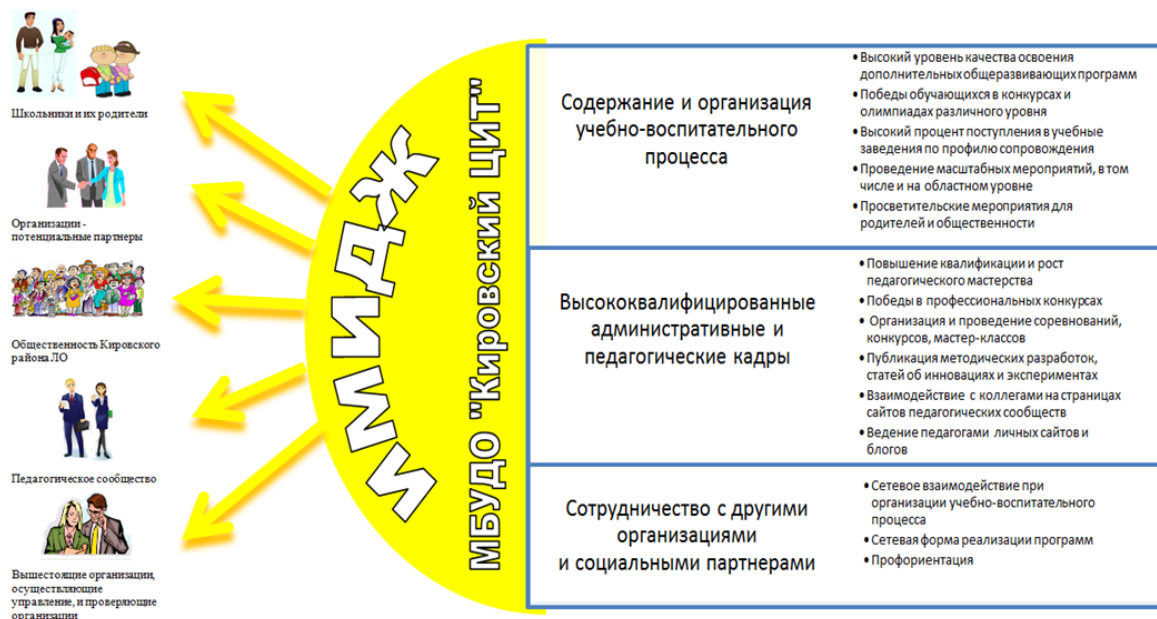 Школьники и их родители
Организации -
потенциальные партнеры
Общественность Кировского
района ЛО
Педагогическое сообщество
Вышестоящие организации,
осуществляющие
управление, и проверяющие
организации
ИМИДЖ
МБУДО "КИРОВСКИЙ ЦИТ"
Содержание и организация
учебно-воспитательного
процесса
• Высокий уровень качества освоения
дополнительных общеразвивающих программ
• Победы обучающихся в конкурсах и
олимпиадах различного уровня
• Высокий процент поступления в учебные
заведения по профилю сопровождения
• Проведение масштабных мероприятий, в том
числе и на областном уровне
• Просветительские мероприятия для
родителей и общественности
Высококвалифицированные
административные и
педагогические кадры
• Повышение квалификации и рост
педагогического мастерства
• Победы в профессиональных конкурсах
• Организация и проведение соревнований,
конкурсов, мастер-классов
• Публикация методических разработок,
статей об инновациях и экспериментах
• Взаимодействие с коллегами на страницах
сайтов педагогических сообществ
• Ведение педагогами личных сайтов и
блогов
Сотрудничество с другими
организациями
и социальными партнерами
• Сетевое взаимодействие при
организации учебно-воспитательного
процесса
• Сетевая форма реализации программ
• Профориентация